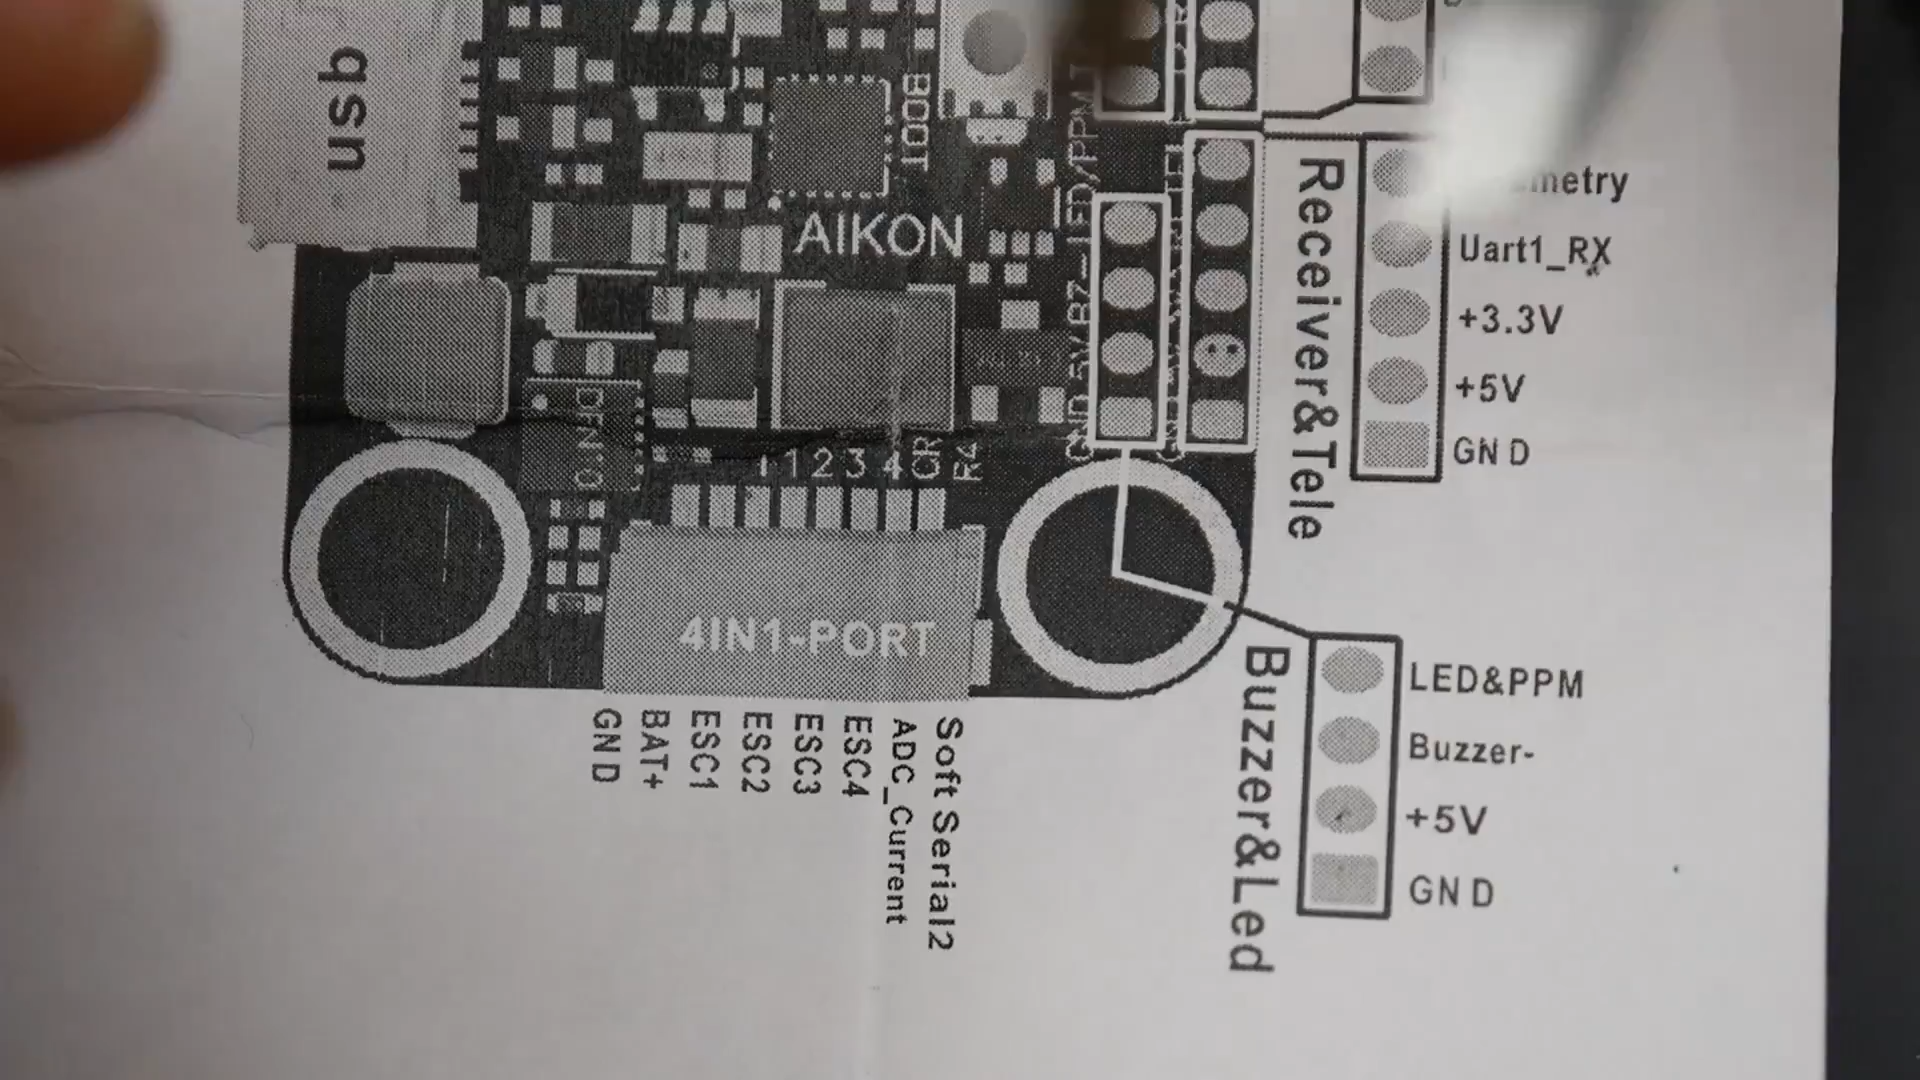 usb
BOOT
AIKON
1 2 3 4 CR R4
4IN1-PORT
GND
BAT+
ESC1
ESC2
ESC3
ESC4
ADC_Current
Soft Serial2
Receiver&Tele
Uart1_RX
+3.3V
+5V
GND
Buzzer&Led
LED&PPM
Buzzer-
+5V
GND